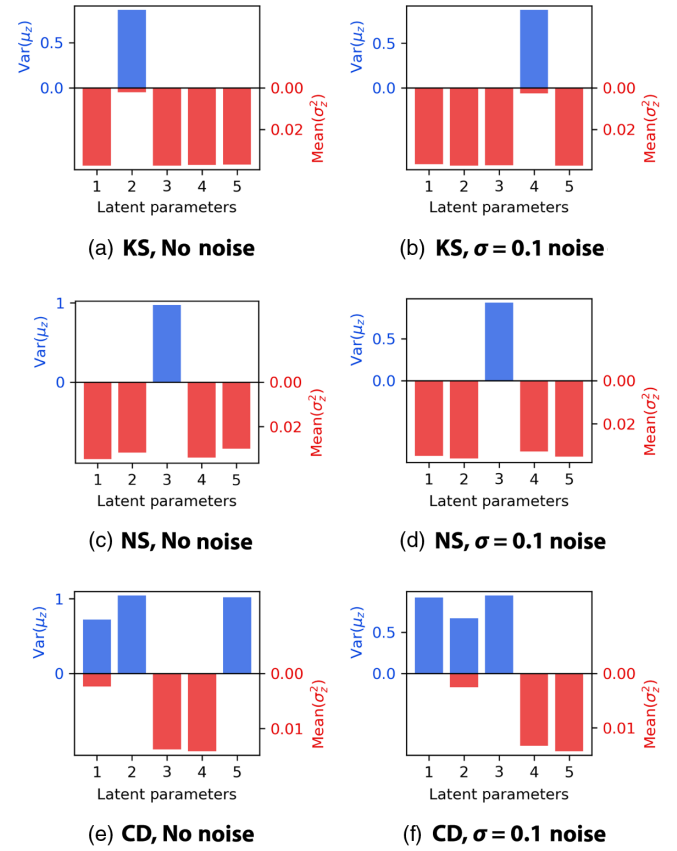 Var(μz)
0.5
0.0
0.00
0.02
Mean(σ²z)
1 2 3 4 5
Latent parameters
(a) KS, No noise
Var(μz)
0.5
0.0
0.00
0.02
Mean(σ²z)
1 2 3 4 5
Latent parameters
(b) KS, σ = 0.1 noise
Var(μz)
1
0
0.00
0.02
Mean(σ²z)
1 2 3 4 5
Latent parameters
(c) NS, No noise
Var(μz)
0.5
0.0
0.00
0.02
Mean(σ²z)
1 2 3 4 5
Latent parameters
(d) NS, σ = 0.1 noise
Var(μz)
1
0
0.00
0.01
Mean(σ²z)
1 2 3 4 5
Latent parameters
(e) CD, No noise
Var(μz)
0.5
0.0
0.00
0.01
Mean(σ²z)
1 2 3 4 5
Latent parameters
(f) CD, σ = 0.1 noise